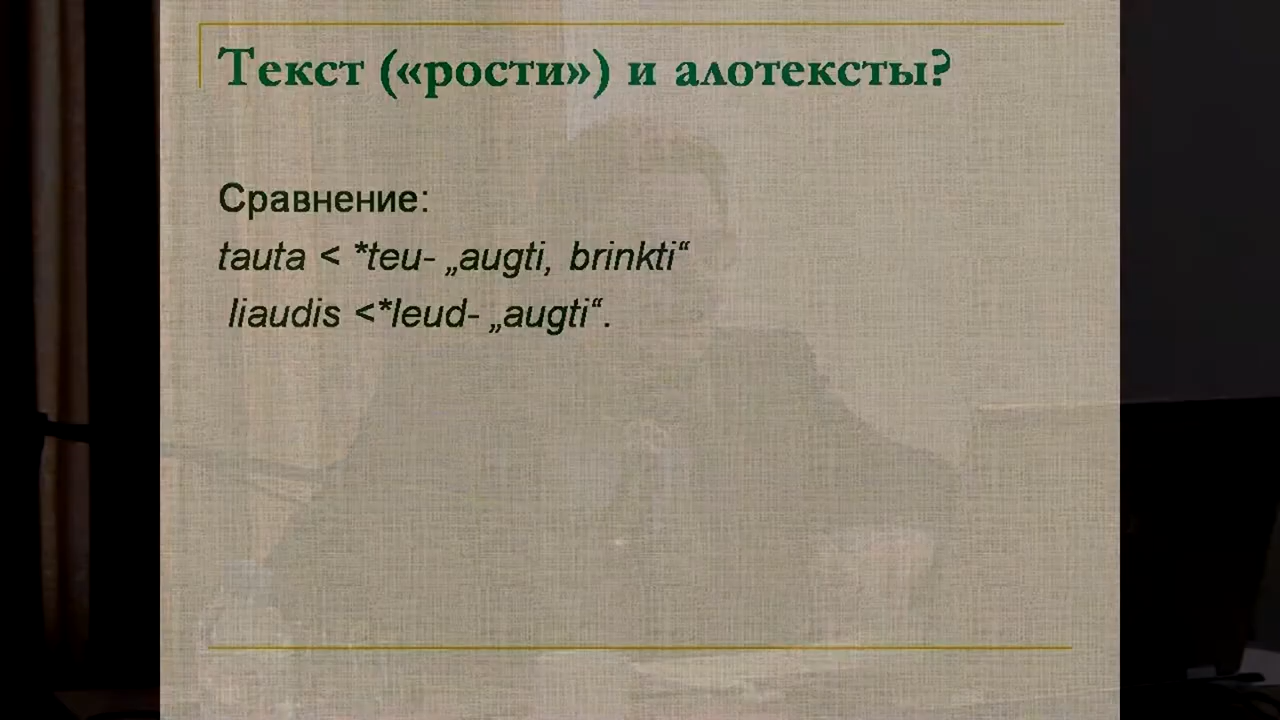 Текст («рости») и алотексты?
Сравнение:
tauta < *teu- „augti, brinkti“
liaudis <*leud- „augti“.